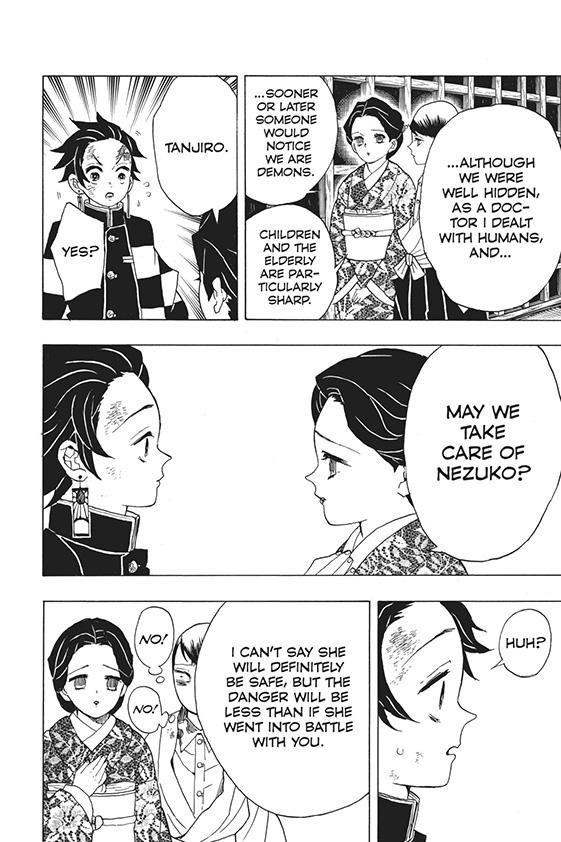 ...ALTHOUGH
WE WERE
WELL HIDDEN,
AS A DOC-
TOR I DEALT
WITH HUMANS,
AND...
...SOONER
OR LATER
SOMEONE
WOULD
NOTICE
WE ARE
DEMONS.
CHILDREN
AND THE
ELDERLY
ARE PAR-
TICULARLY
SHARP.
TANJIRO.
YES?
MAY WE
TAKE
CARE OF
NEZUKO?
HUH?
I CAN'T SAY SHE
WILL DEFINITELY
BE SAFE, BUT THE
DANGER WILL BE
LESS THAN IF SHE
WENT INTO BATTLE
WITH YOU.
NO!
NO!